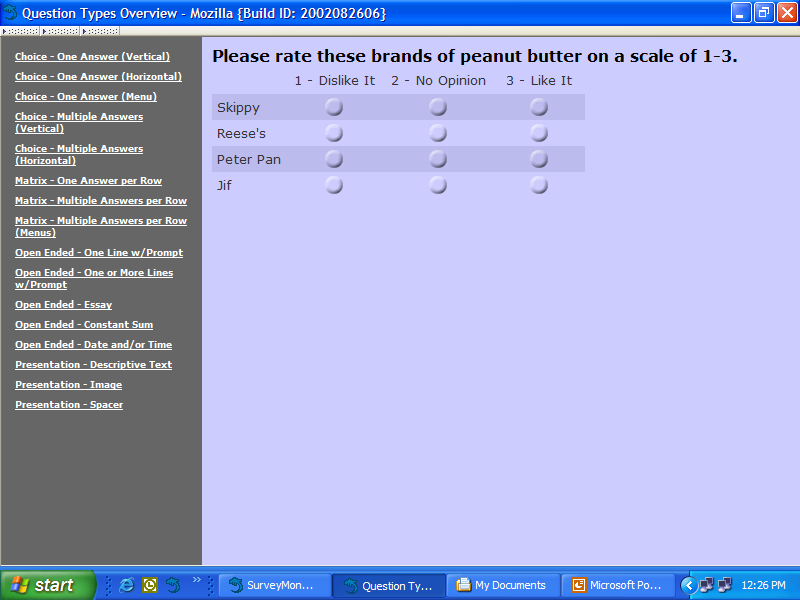 Question Types Overview - Mozilla {Build ID: 2002082606}
Choice - One Answer (Vertical)
Choice - One Answer (Horizontal)
Choice - One Answer (Menu)
Choice - Multiple Answers
(Vertical)
Choice - Multiple Answers
(Horizontal)
Matrix - One Answer per Row
Matrix - Multiple Answers per Row
Matrix - Multiple Answers per Row
(Menus)
Open Ended - One Line w/Prompt
Open Ended - One or More Lines
w/Prompt
Open Ended - Essay
Open Ended - Constant Sum
Open Ended - Date and/or Time
Presentation - Descriptive Text
Presentation - Image
Presentation - Spacer
Please rate these brands of peanut butter on a scale of 1-3.
1 - Dislike It 2 - No Opinion 3 - Like It
Skippy
Reese's
Peter Pan
Jif
start SurveyMon... Question Ty... My Documents Microsoft Po... 12:26 PM